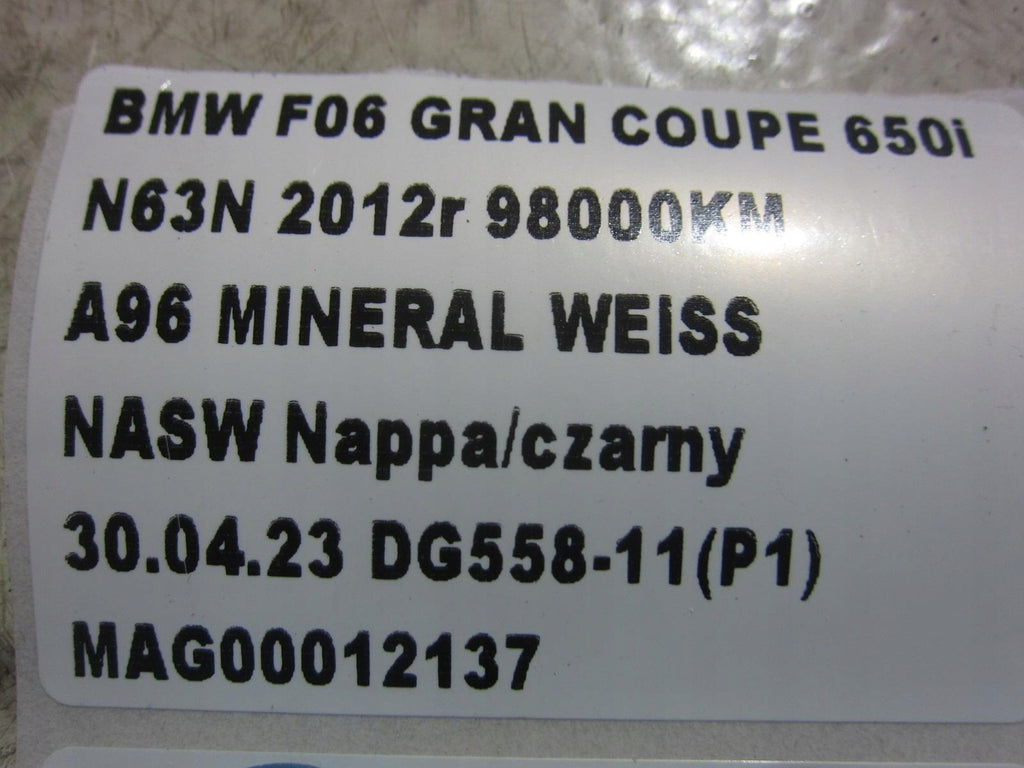 BMW F06 GRAN COUPE 650i
N63N 2012r 98000KM
A96 MINERAL WEISS
NASW Nappa/czarny
30.04.23 DG558-11(P1)
MAG00012137